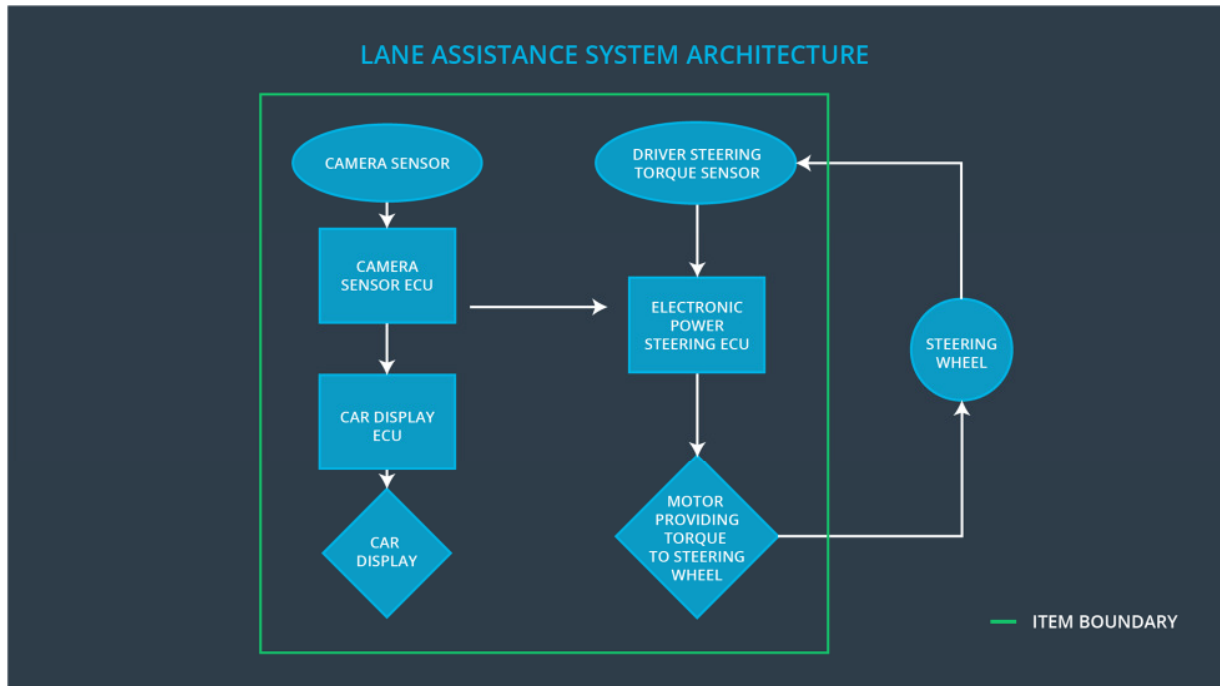 LANE ASSISTANCE SYSTEM ARCHITECTURE
CAMERA SENSOR
DRIVER STEERING
TORQUE SENSOR
CAMERA
SENSOR ECU
ELECTRONIC
POWER
STEERING ECU
STEERING
WHEEL
CAR DISPLAY
ECU
MOTOR
PROVIDING
TORQUE
TO STEERING
WHEEL
CAR
DISPLAY
ITEM BOUNDARY